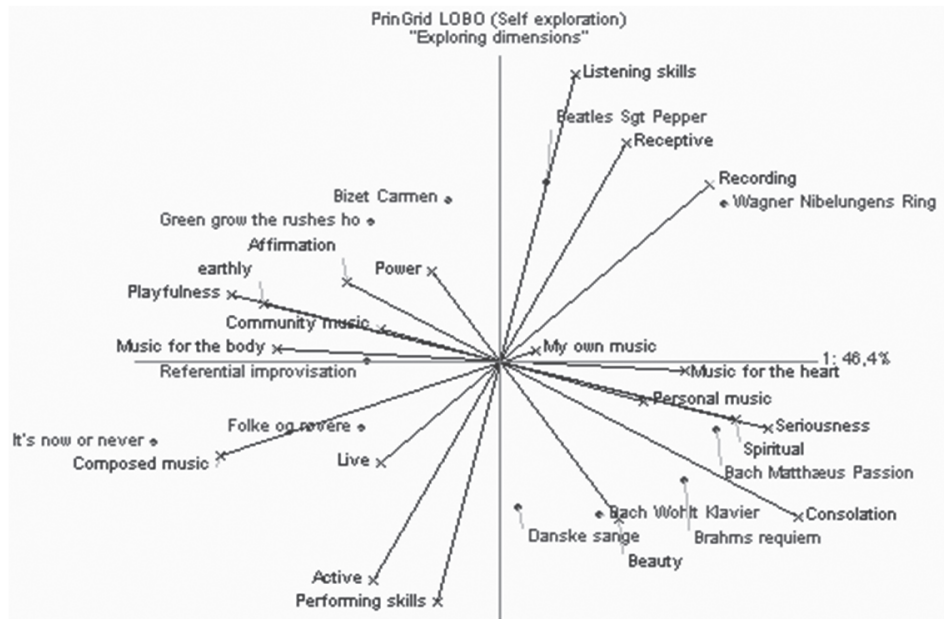 PrinGrid LOBO (Self exploration)
"Exploring dimensions"
Listening skills
Beatles Sgt Pepper
Receptive
Recording
Bizet Carmen
Wagner Nibelungens Ring
Green grow the rushes ho
Affirmation
earthly
Power
Playfulness
Community music
Music for the body
My own music
1: 46,4%
Referential improvisation
Music for the heart
Personal music
Folke og røvere
Seriousness
It's now or never
Spiritual
Composed music
Live
Bach Matthæus Passion
Bach Wohlt Klavier
Consolation
Danske sange
Brahms requiem
Beauty
Active
Performing skills